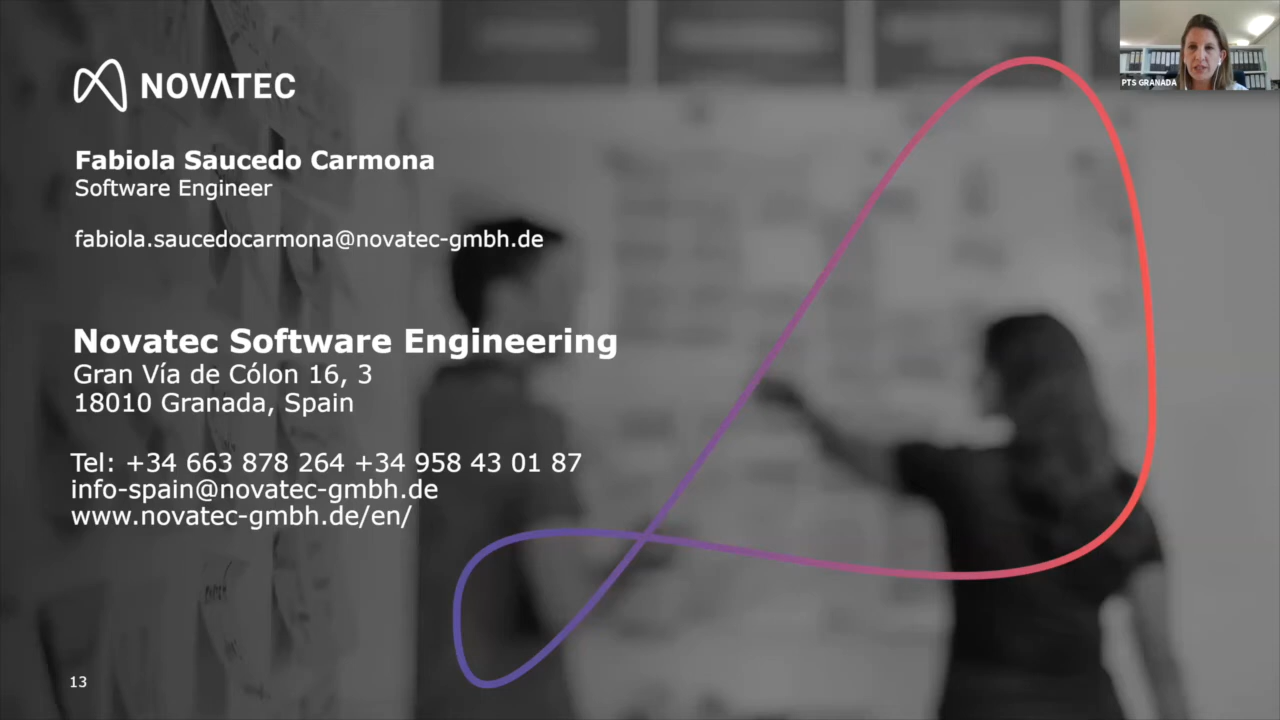 NOVATEC
PTS GRANADA
Fabiola Saucedo Carmona
Software Engineer
fabiola.saucedocarmona@novatec-gmbh.de
Novatec Software Engineering
Gran Vía de Cólon 16, 3
18010 Granada, Spain
Tel: +34 663 878 264 +34 958 43 01 87
info-spain@novatec-gmbh.de
www.novatec-gmbh.de/en/
13